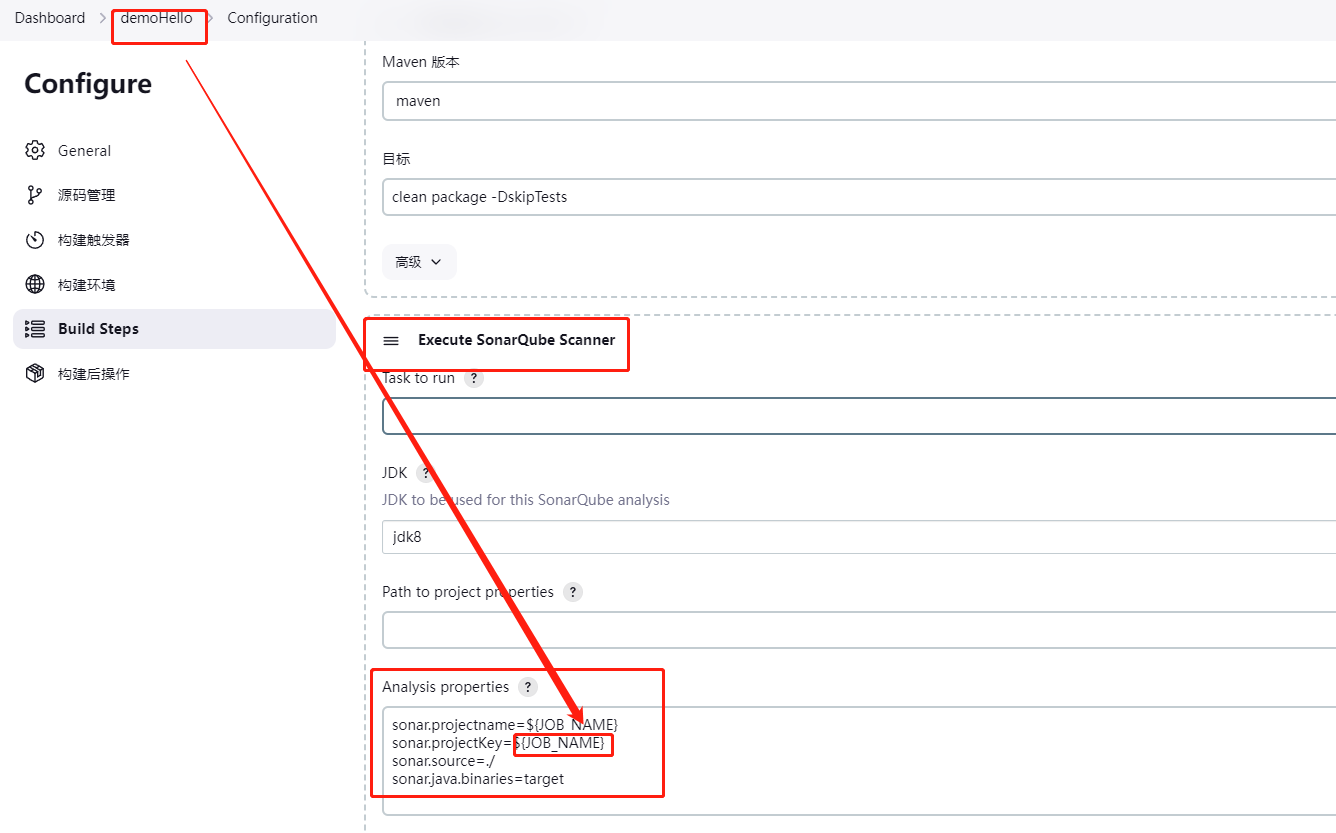 Dashboard > demoHello > Configuration
Configure
General
源码管理
构建触发器
构建环境
Build Steps
构建后操作
Maven 版本
maven
目标
clean package -DskipTests
高级
Execute SonarQube Scanner
Task to run ?
JDK ?
JDK to be used for this SonarQube analysis
jdk8
Path to project properties ?
Analysis properties ?
sonar.projectname=${JOB_NAME}
sonar.projectKey=${JOB_NAME}
sonar.source=./
sonar.java.binaries=target